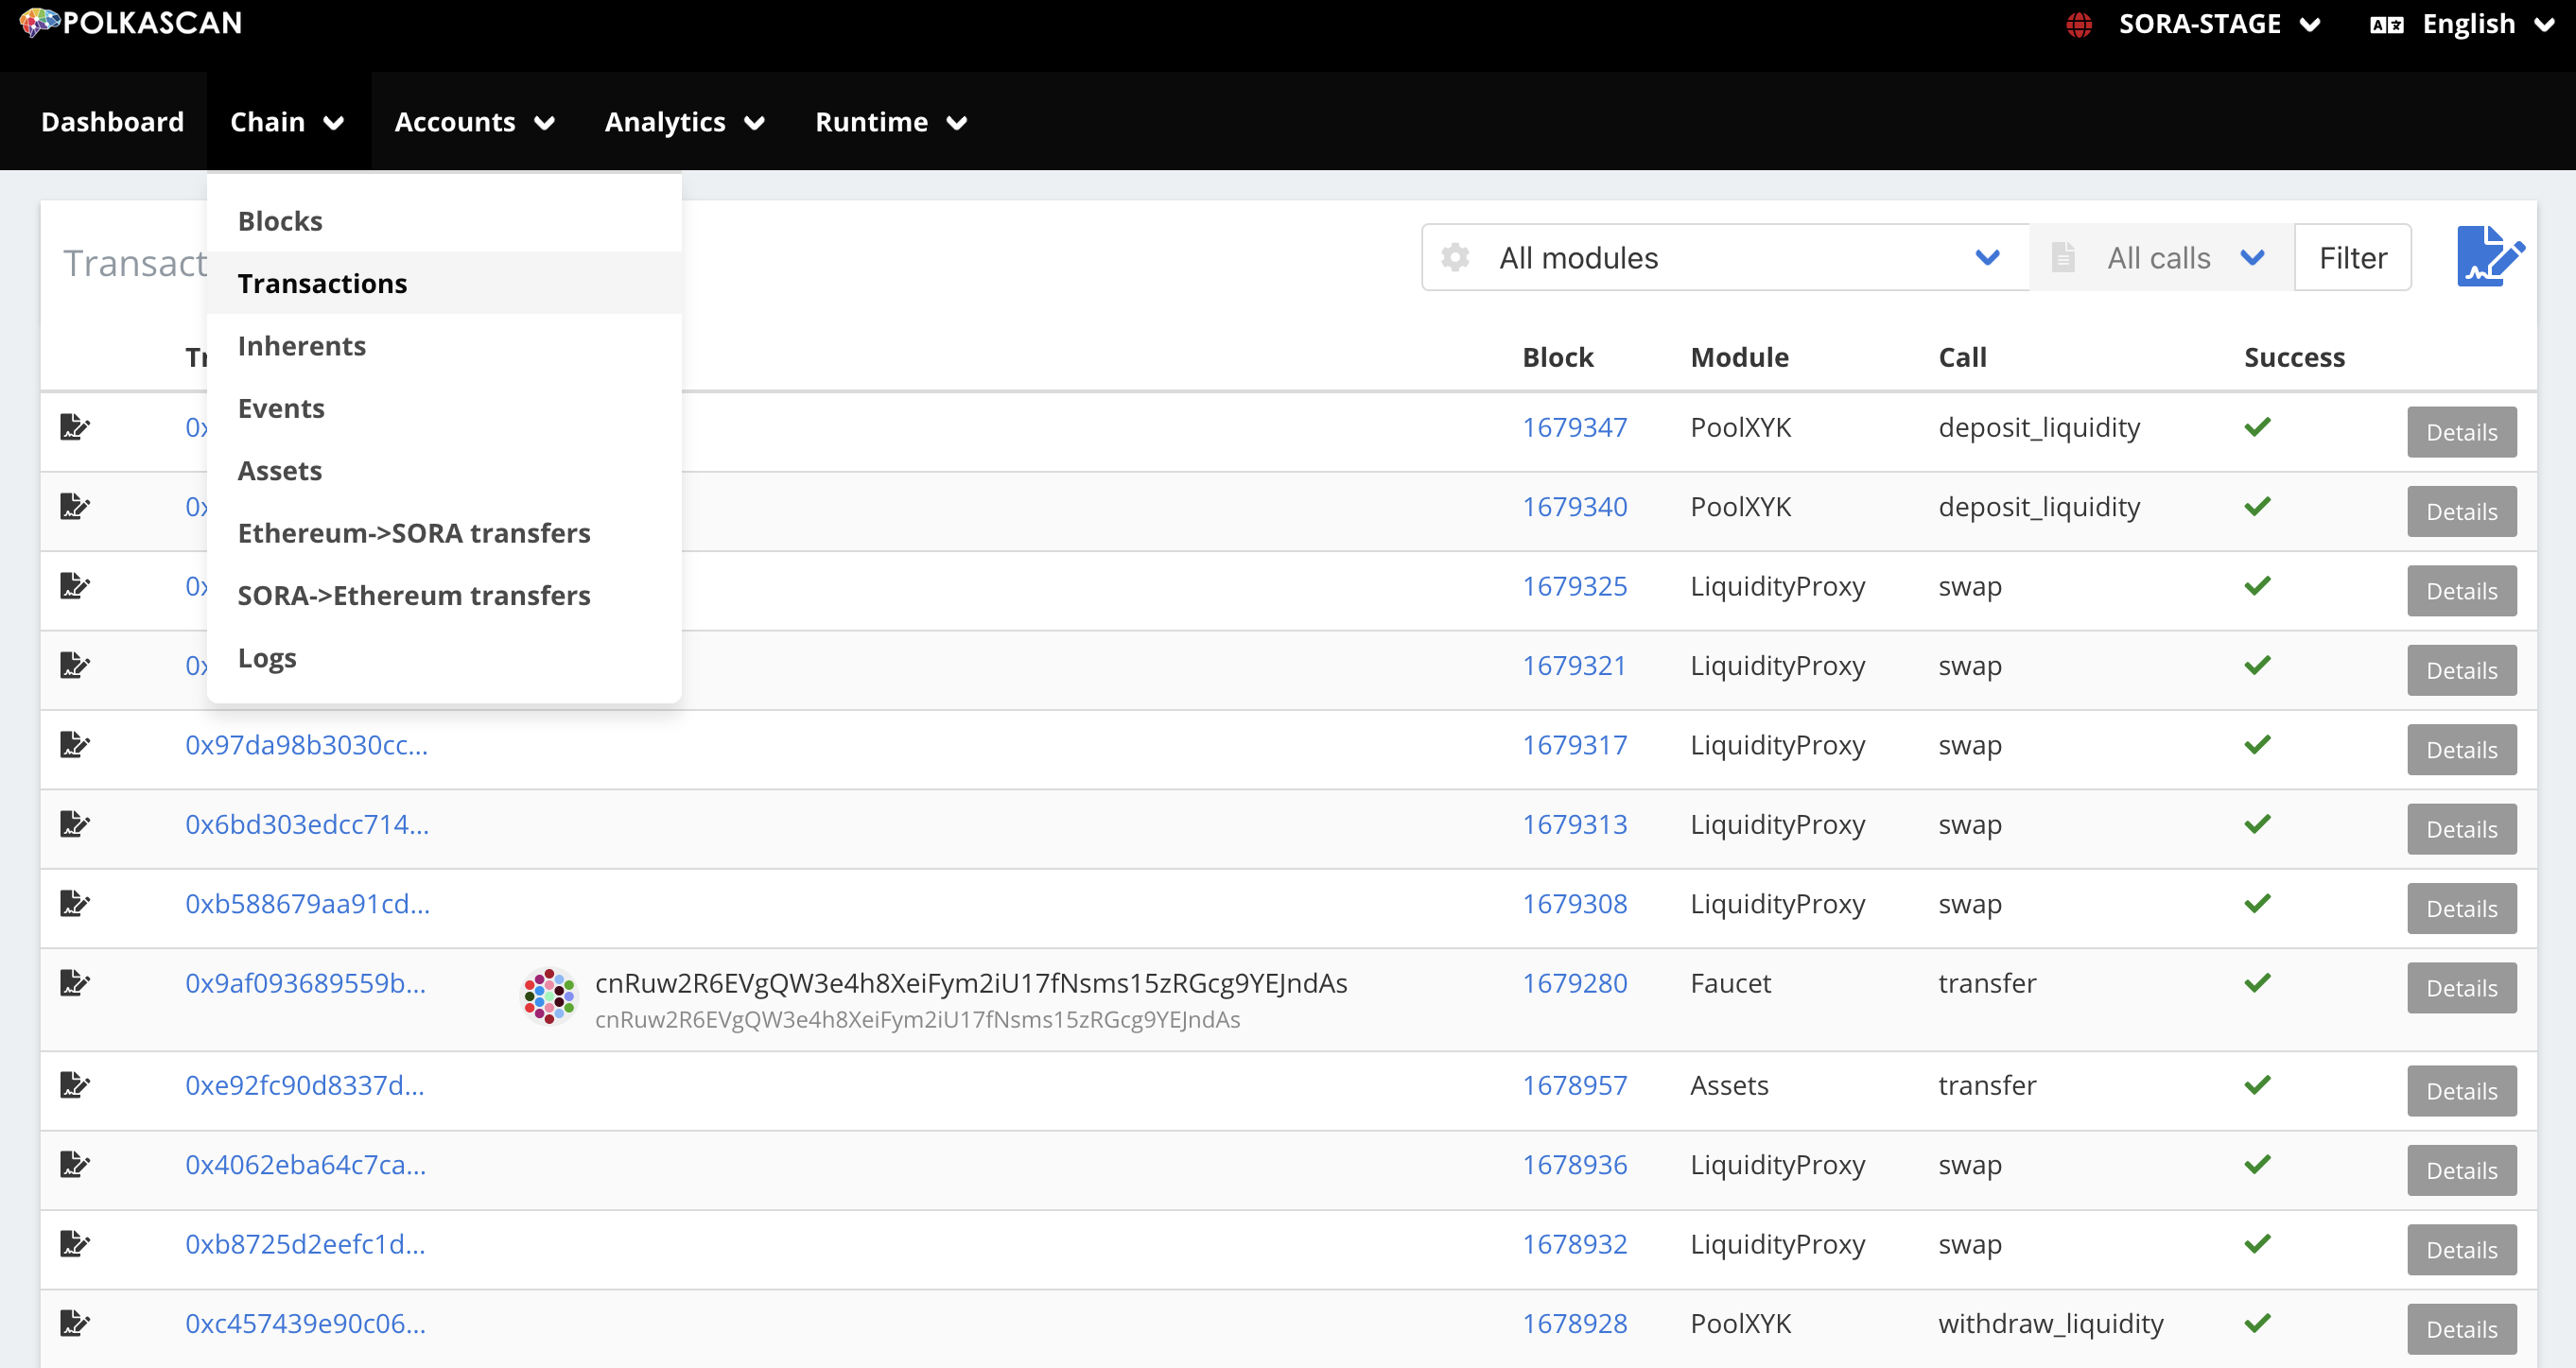 POLKASCAN
SORA-STAGE
English
Dashboard Chain Accounts Analytics Runtime
Blocks
Transactions
Inherents
Events
Assets
Ethereum->SORA transfers
SORA->Ethereum transfers
Logs
Transact
All modules All calls Filter
Tr Block Module Call Success
0x 1679347 PoolXYK deposit_liquidity Details
0x 1679340 PoolXYK deposit_liquidity Details
0x 1679325 LiquidityProxy swap Details
0x 1679321 LiquidityProxy swap Details
0x97da98b3030cc... 1679317 LiquidityProxy swap Details
0x6bd303edcc714... 1679313 LiquidityProxy swap Details
0xb588679aa91cd... 1679308 LiquidityProxy swap Details
0x9af093689559b... cnRuw2R6EVgQW3e4h8XeiFym2iU17fNsms15zRGcg9YEJndAs 1679280 Faucet transfer Details
cnRuw2R6EVgQW3e4h8XeiFym2iU17fNsms15zRGcg9YEJndAs
0xe92fc90d8337d... 1678957 Assets transfer Details
0x4062eba64c7ca... 1678936 LiquidityProxy swap Details
0xb8725d2eefc1d... 1678932 LiquidityProxy swap Details
0xc457439e90c06... 1678928 PoolXYK withdraw_liquidity Details